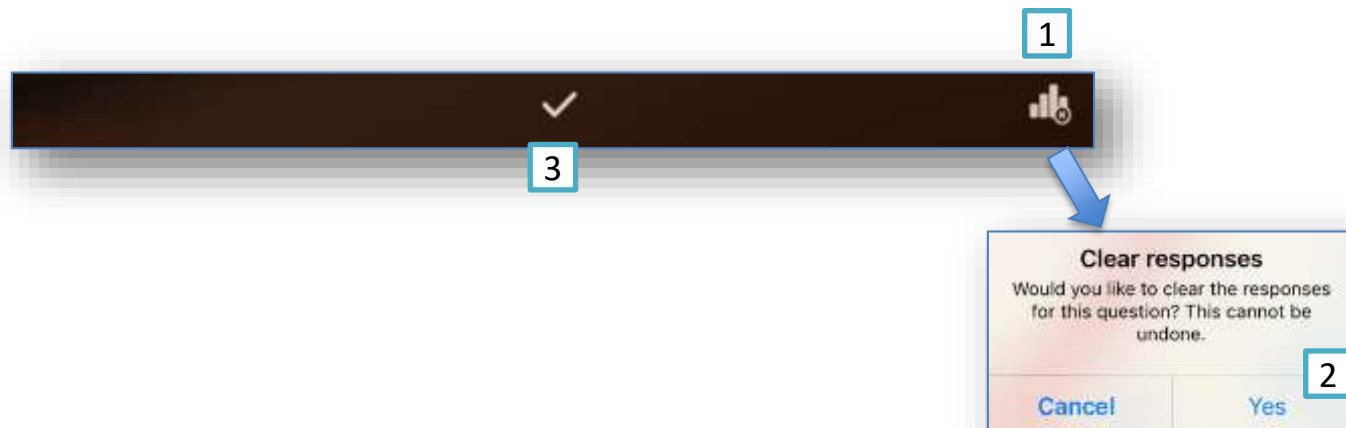 1
3
Clear responses
Would you like to clear the responses
for this question? This cannot be
undone.
2
Cancel Yes